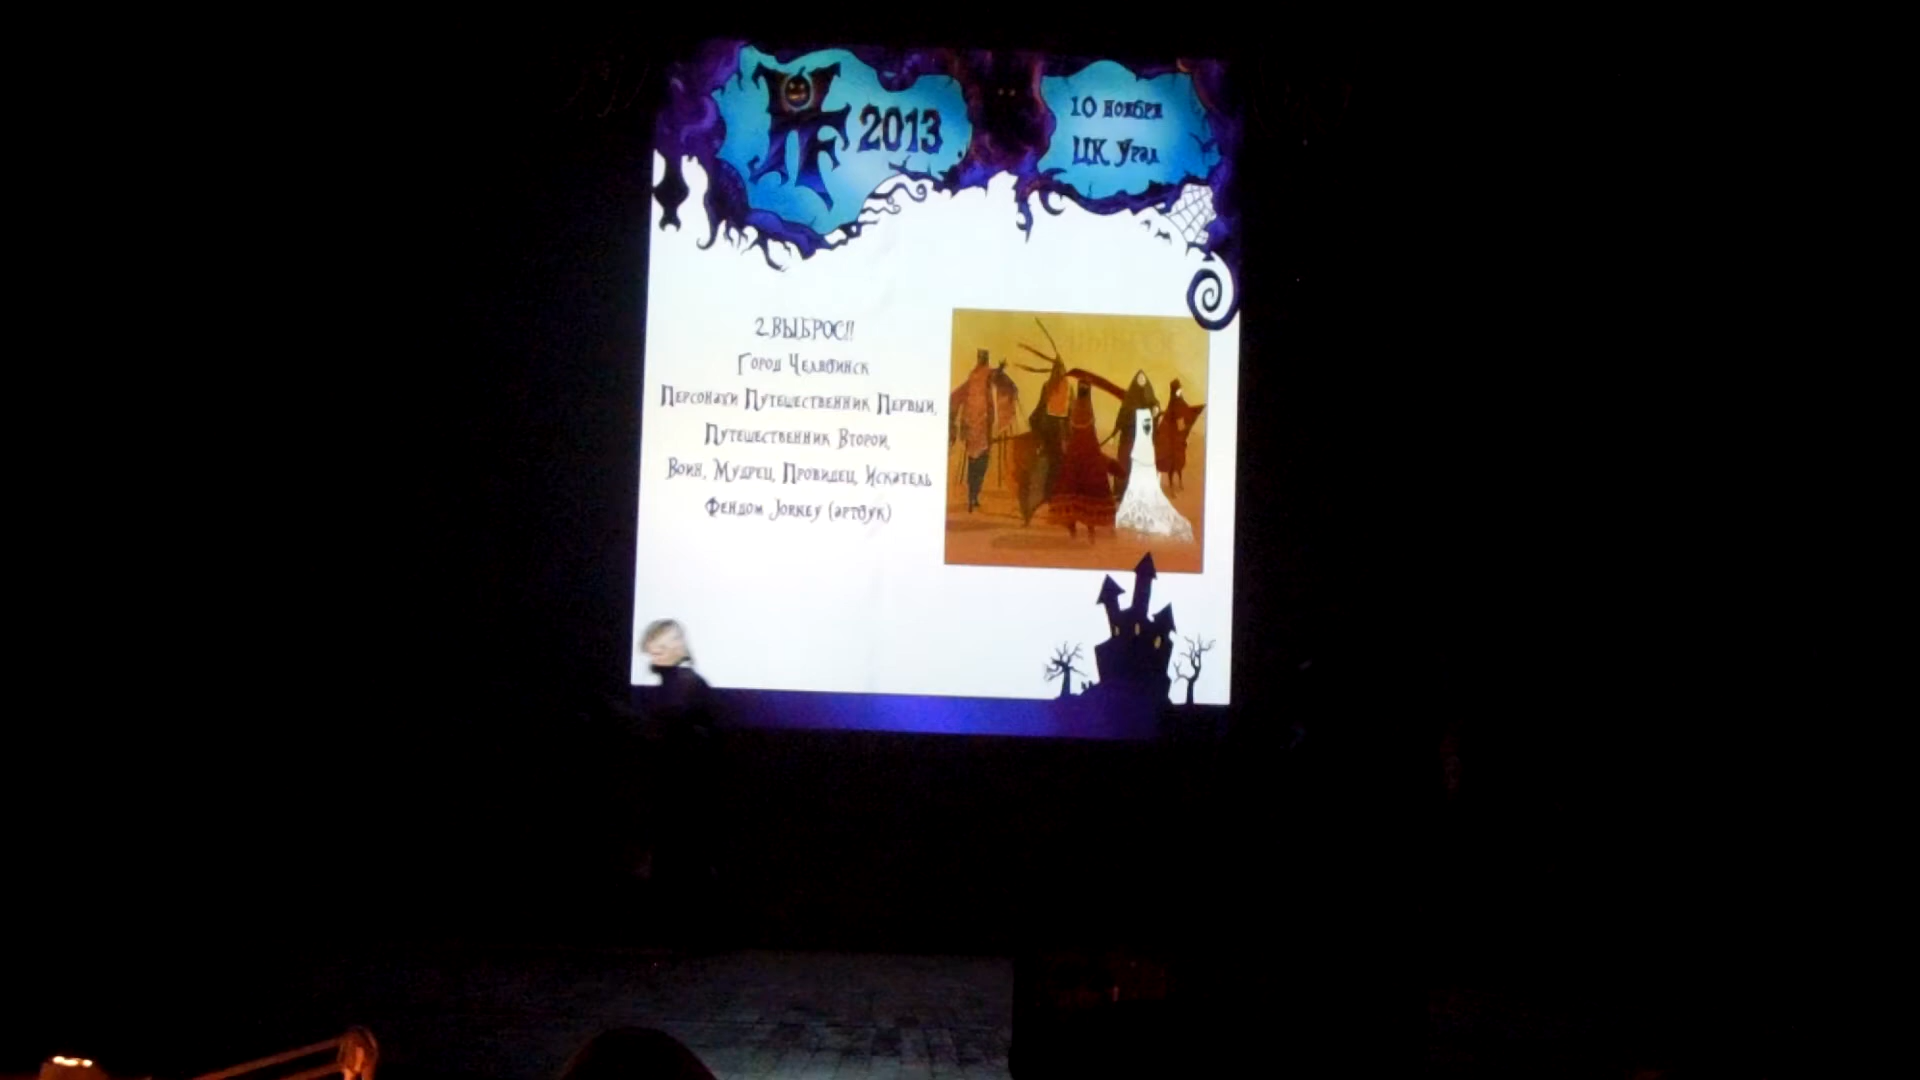 ПF 2013
10 ноября
ЦК Урал
2.ВЫБРОС!!
Город Челябинск
Персонажи Путешественник Первый,
Путешественник Второй,
Воин, Мудрец, Провидец, Искатель
Фендом Jorney (артбук)